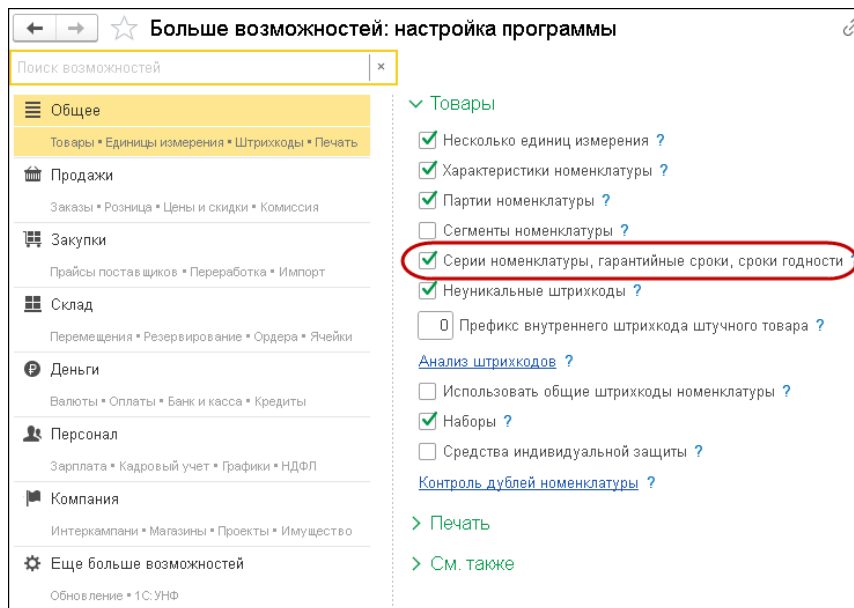 Больше возможностей: настройка программы
Поиск возможностей ×
Общее
Товары • Единицы измерения • Штрихкоды • Печать
Продажи
Заказы • Розница • Цены и скидки • Комиссия
Закупки
Прайсы поставщиков • Переработка • Импорт
Склад
Перемещения • Резервирование • Ордера • Ячейки
Деньги
Валюты • Оплаты • Банк и касса • Кредиты
Персонал
Зарплата • Кадровый учет • Графики • НДФЛ
Компания
Интеркампани • Магазины • Проекты • Имущество
Еще больше возможностей
Обновление • 1С:УНФ
Товары
Несколько единиц измерения ?
Характеристики номенклатуры ?
Партии номенклатуры ?
Сегменты номенклатуры ?
Серии номенклатуры, гарантийные сроки, сроки годности ?
Неуникальные штрихкоды ?
0 Префикс внутреннего штрихкода штучного товара ?
Анализ штрихкодов ?
Использовать общие штрихкоды номенклатуры ?
Наборы ?
Средства индивидуальной защиты ?
Контроль дублей номенклатуры ?
Печать
См. также